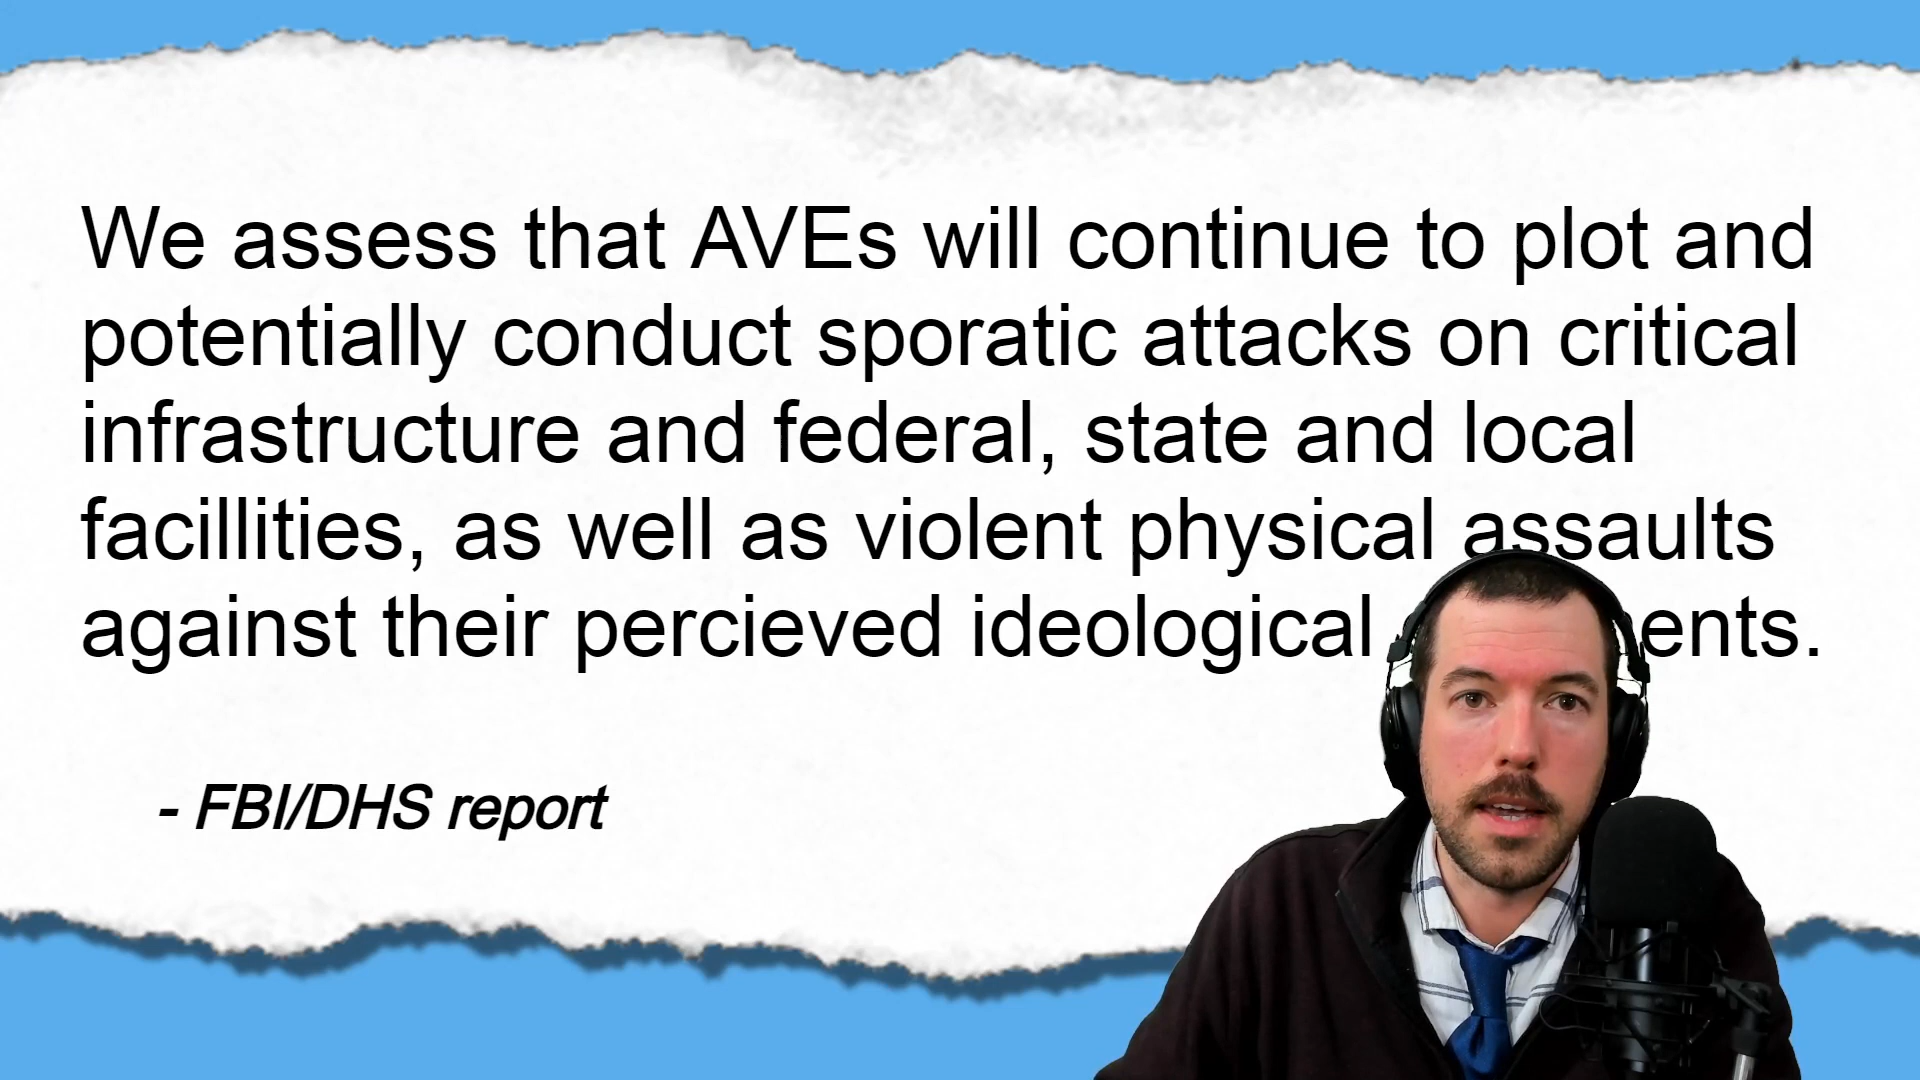 We assess that AVEs will continue to plot and
potentially conduct sporatic attacks on critical
infrastructure and federal, state and local
facillities, as well as violent physical assaults
against their percieved ideological
- FBI/DHS report